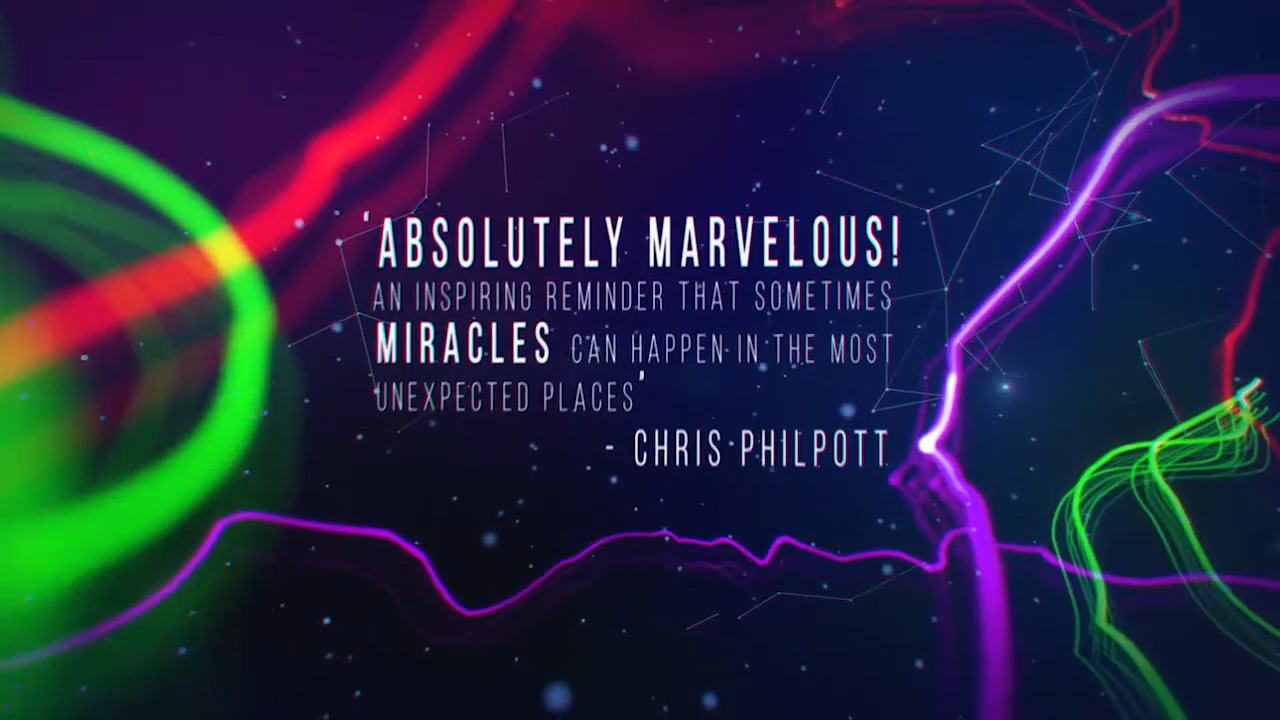 'ABSOLUTELY MARVELOUS!
AN INSPIRING REMINDER THAT SOMETIMES
MIRACLES CAN HAPPEN IN THE MOST
UNEXPECTED PLACES'
- CHRIS PHILPOTT